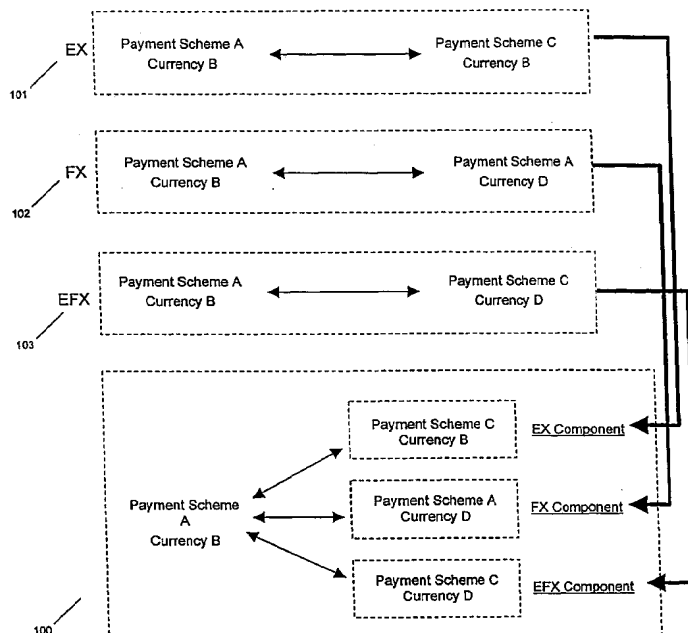 EX
Payment Scheme A
Currency B
Payment Scheme C
Currency B
101
FX
Payment Scheme A
Currency B
Payment Scheme A
Currency D
102
EFX
Payment Scheme A
Currency B
Payment Scheme C
Currency D
103
Payment Scheme C
Currency B
EX Component
Payment Scheme
A
Currency B
Payment Scheme A
Currency D
FX Component
Payment Scheme C
Currency D
EFX Component
100